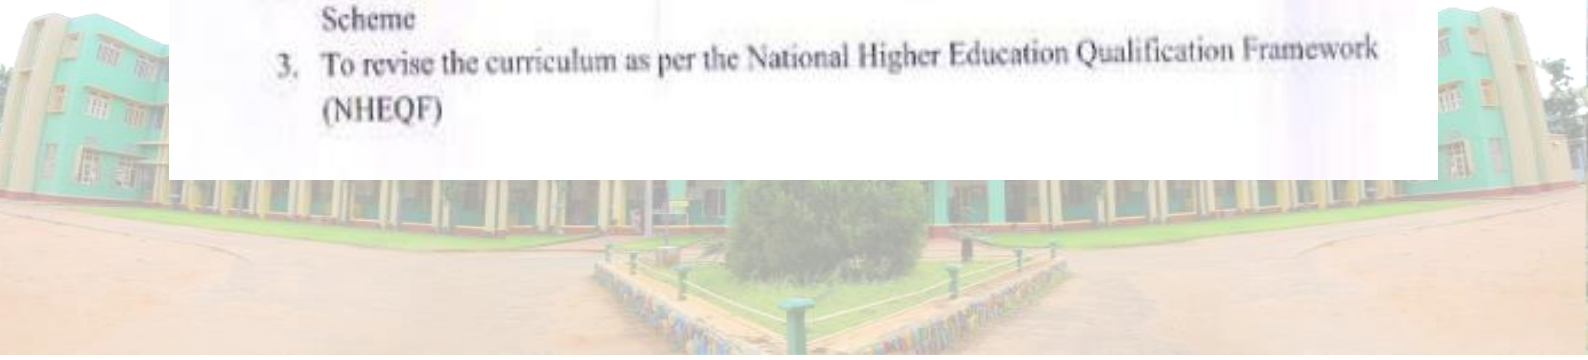 Scheme
3. To revise the curriculum as per the National Higher Education Qualification Framework
(NHEQF)